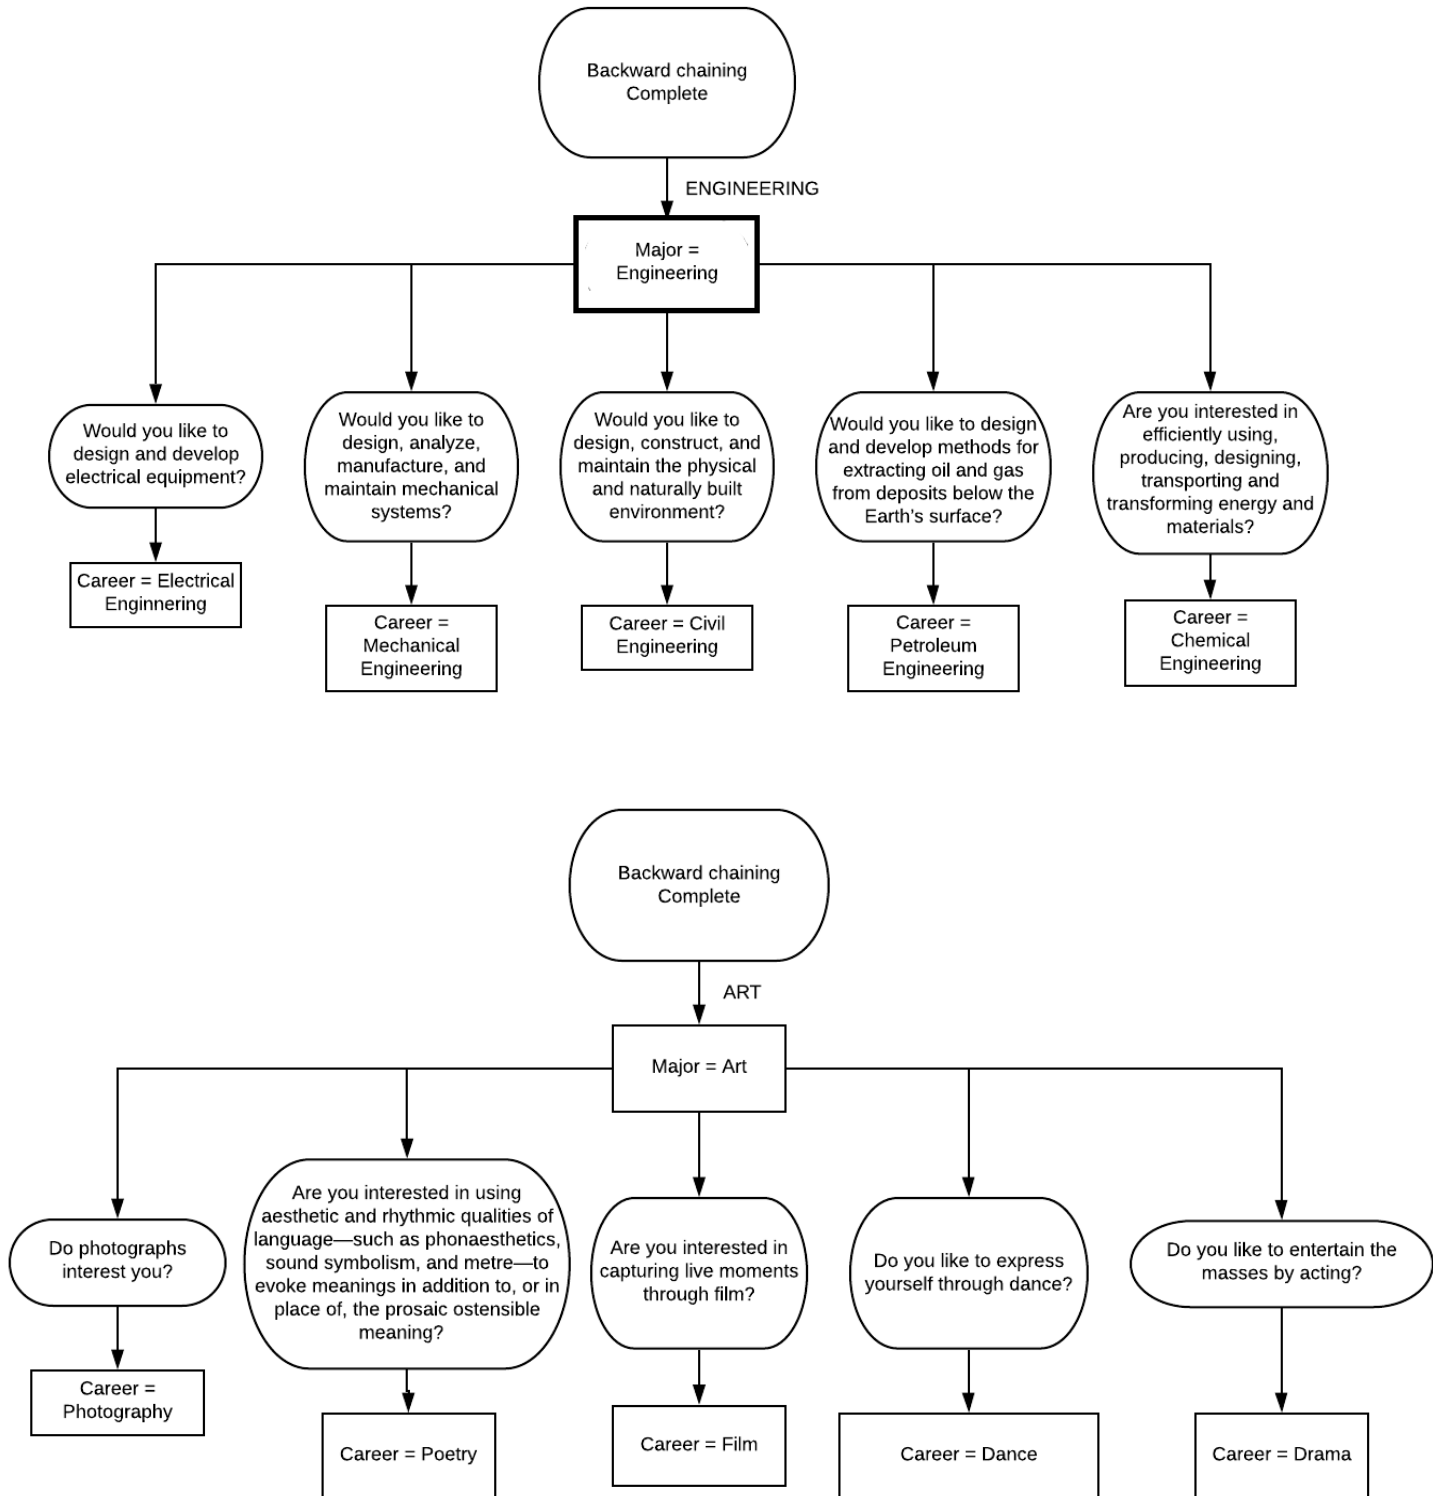 Backward chaining
Complete
ENGINEERING
Major =
Engineering
Would you like to
design and develop
electrical equipment?
Would you like to
design, analyze,
manufacture, and
maintain mechanical
systems?
Would you like to
design, construct, and
maintain the physical
and naturally built
environment?
Would you like to design
and develop methods for
extracting oil and gas
from deposits below the
Earth's surface?
Are you interested in
efficiently using,
producing, designing,
transporting and
transforming energy and
materials?
Career = Electrical
Enginnering
Career =
Mechanical
Engineering
Career = Civil
Engineering
Career =
Petroleum
Engineering
Career =
Chemical
Engineering
Backward chaining
Complete
ART
Major = Art
Do photographs
interest you?
Are you interested in using
aesthetic and rhythmic qualities of
language—such as phonaesthetics,
sound symbolism, and metre—to
evoke meanings in addition to, or in
place of, the prosaic ostensible
meaning?
Are you interested in
capturing live moments
through film?
Do you like to express
yourself through dance?
Do you like to entertain the
masses by acting?
Career =
Photography
Career = Poetry
Career = Film
Career = Dance
Career = Drama